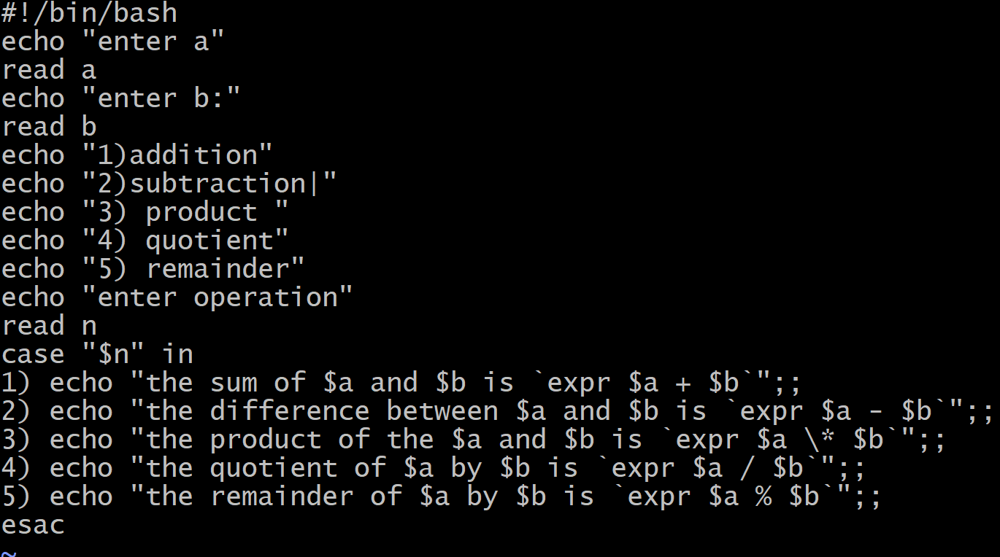 #!/bin/bash
echo "enter a"
read a
echo "enter b:"
read b
echo "1)addition"
echo "2)subtraction|"
echo "3) product "
echo "4) quotient"
echo "5) remainder"
echo "enter operation"
read n
case "$n" in
1) echo "the sum of $a and $b is `expr $a + $b`";;
2) echo "the difference between $a and $b is `expr $a - $b`";;
3) echo "the product of the $a and $b is `expr $a \* $b`";;
4) echo "the quotient of $a by $b is `expr $a / $b`";;
5) echo "the remainder of $a by $b is `expr $a % $b`";;
esac
~